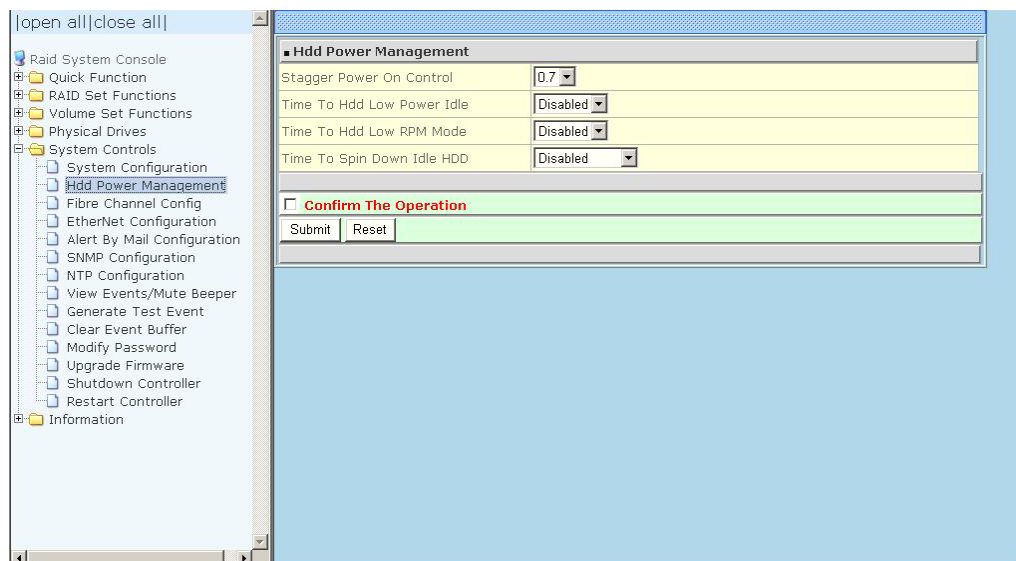 |open all|close all|
Raid System Console
Quick Function
RAID Set Functions
Volume Set Functions
Physical Drives
System Controls
System Configuration
Hdd Power Management
Fibre Channel Config
EtherNet Configuration
Alert By Mail Configuration
SNMP Configuration
NTP Configuration
View Events/Mute Beeper
Generate Test Event
Clear Event Buffer
Modify Password
Upgrade Firmware
Shutdown Controller
Restart Controller
Information
Hdd Power Management
Stagger Power On Control 0.7
Time To Hdd Low Power Idle Disabled
Time To Hdd Low RPM Mode Disabled
Time To Spin Down Idle HDD Disabled
Confirm The Operation
Submit Reset